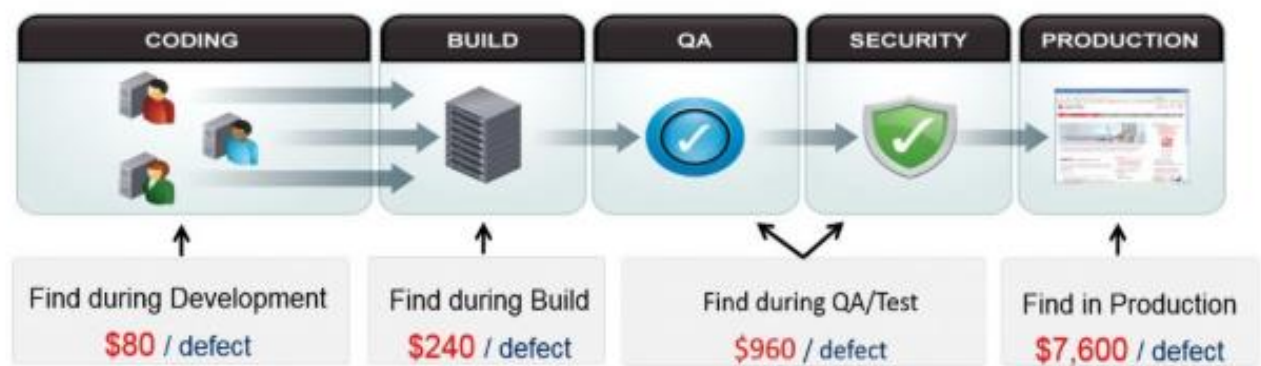 CODING
BUILD
QA
SECURITY
PRODUCTION
Find during Development
$80 / defect
Find during Build
$240 / defect
Find during QA/Test
$960 / defect
Find in Production
$7,600 / defect